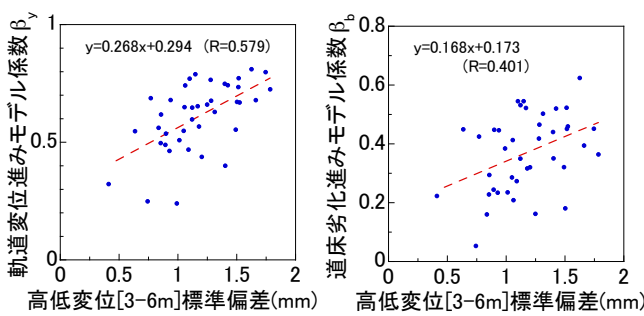 軌道変位進みモデル係数βy
1
0.5
0
y=0.268x+0.294 (R=0.579)
0 0.5 1 1.5 2
高低変位[3-6m]標準偏差(mm)
道床劣化進みモデル係数βb
0.8
0.6
0.4
0.2
0
y=0.168x+0.173
(R=0.401)
0 0.5 1 1.5 2
高低変位[3-6m]標準偏差(mm)